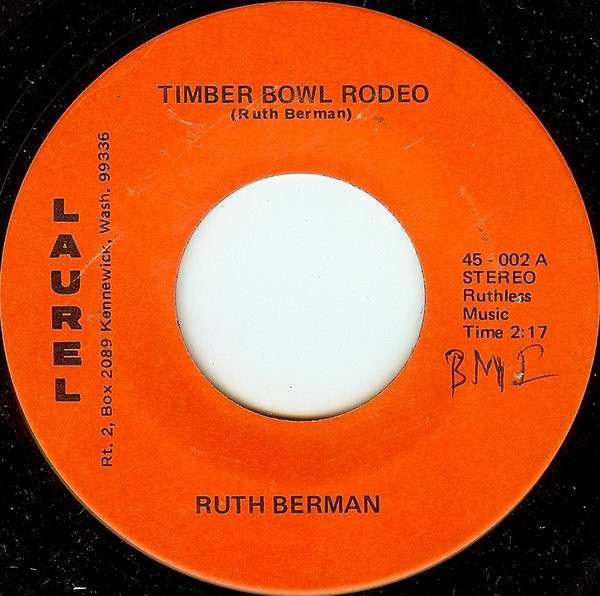 TIMBER BOWL RODEO
(Ruth Berman)
LAUREL
Rt. 2, Box 2089 Kennewick, Wash. 99336
45 - 002 A
STEREO
Ruthless
Music
Time 2:17
BMI
RUTH BERMAN